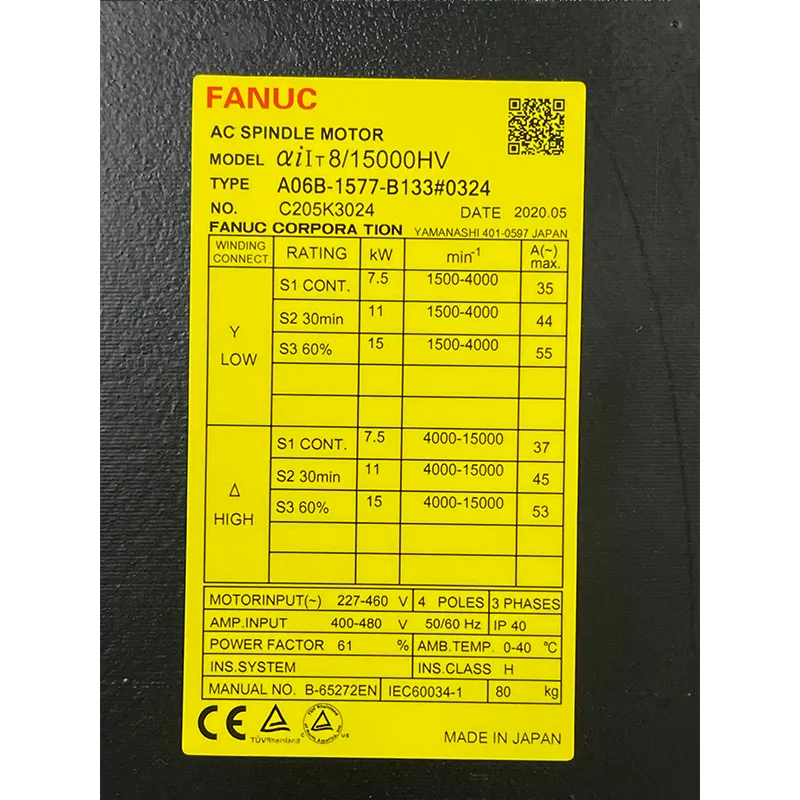 FANUC
AC SPINDLE MOTOR
MODEL αiIT8/15000HV
TYPE A06B-1577-B133#0324
NO. C205K3024 DATE 2020.05
FANUC CORPORA TION YAMANASHI 401-0597 JAPAN
WINDING CONNECT. RATING kW min-1 A(~) max.
Y LOW
S1 CONT. 7.5 1500-4000 35
S2 30min 11 1500-4000 44
S3 60% 15 1500-4000 55
Δ HIGH
S1 CONT. 7.5 4000-15000 37
S2 30min 11 4000-15000 45
S3 60% 15 4000-15000 53
MOTORINPUT(~) 227-460 V 4 POLES 3 PHASES
AMP.INPUT 400-480 V 50/60 Hz IP 40
POWER FACTOR 61 % AMB.TEMP. 0-40 ℃
INS.SYSTEM INS.CLASS H
MANUAL NO. B-65272EN IEC60034-1 80 kg
CE TÜVRheinland C US
MADE IN JAPAN